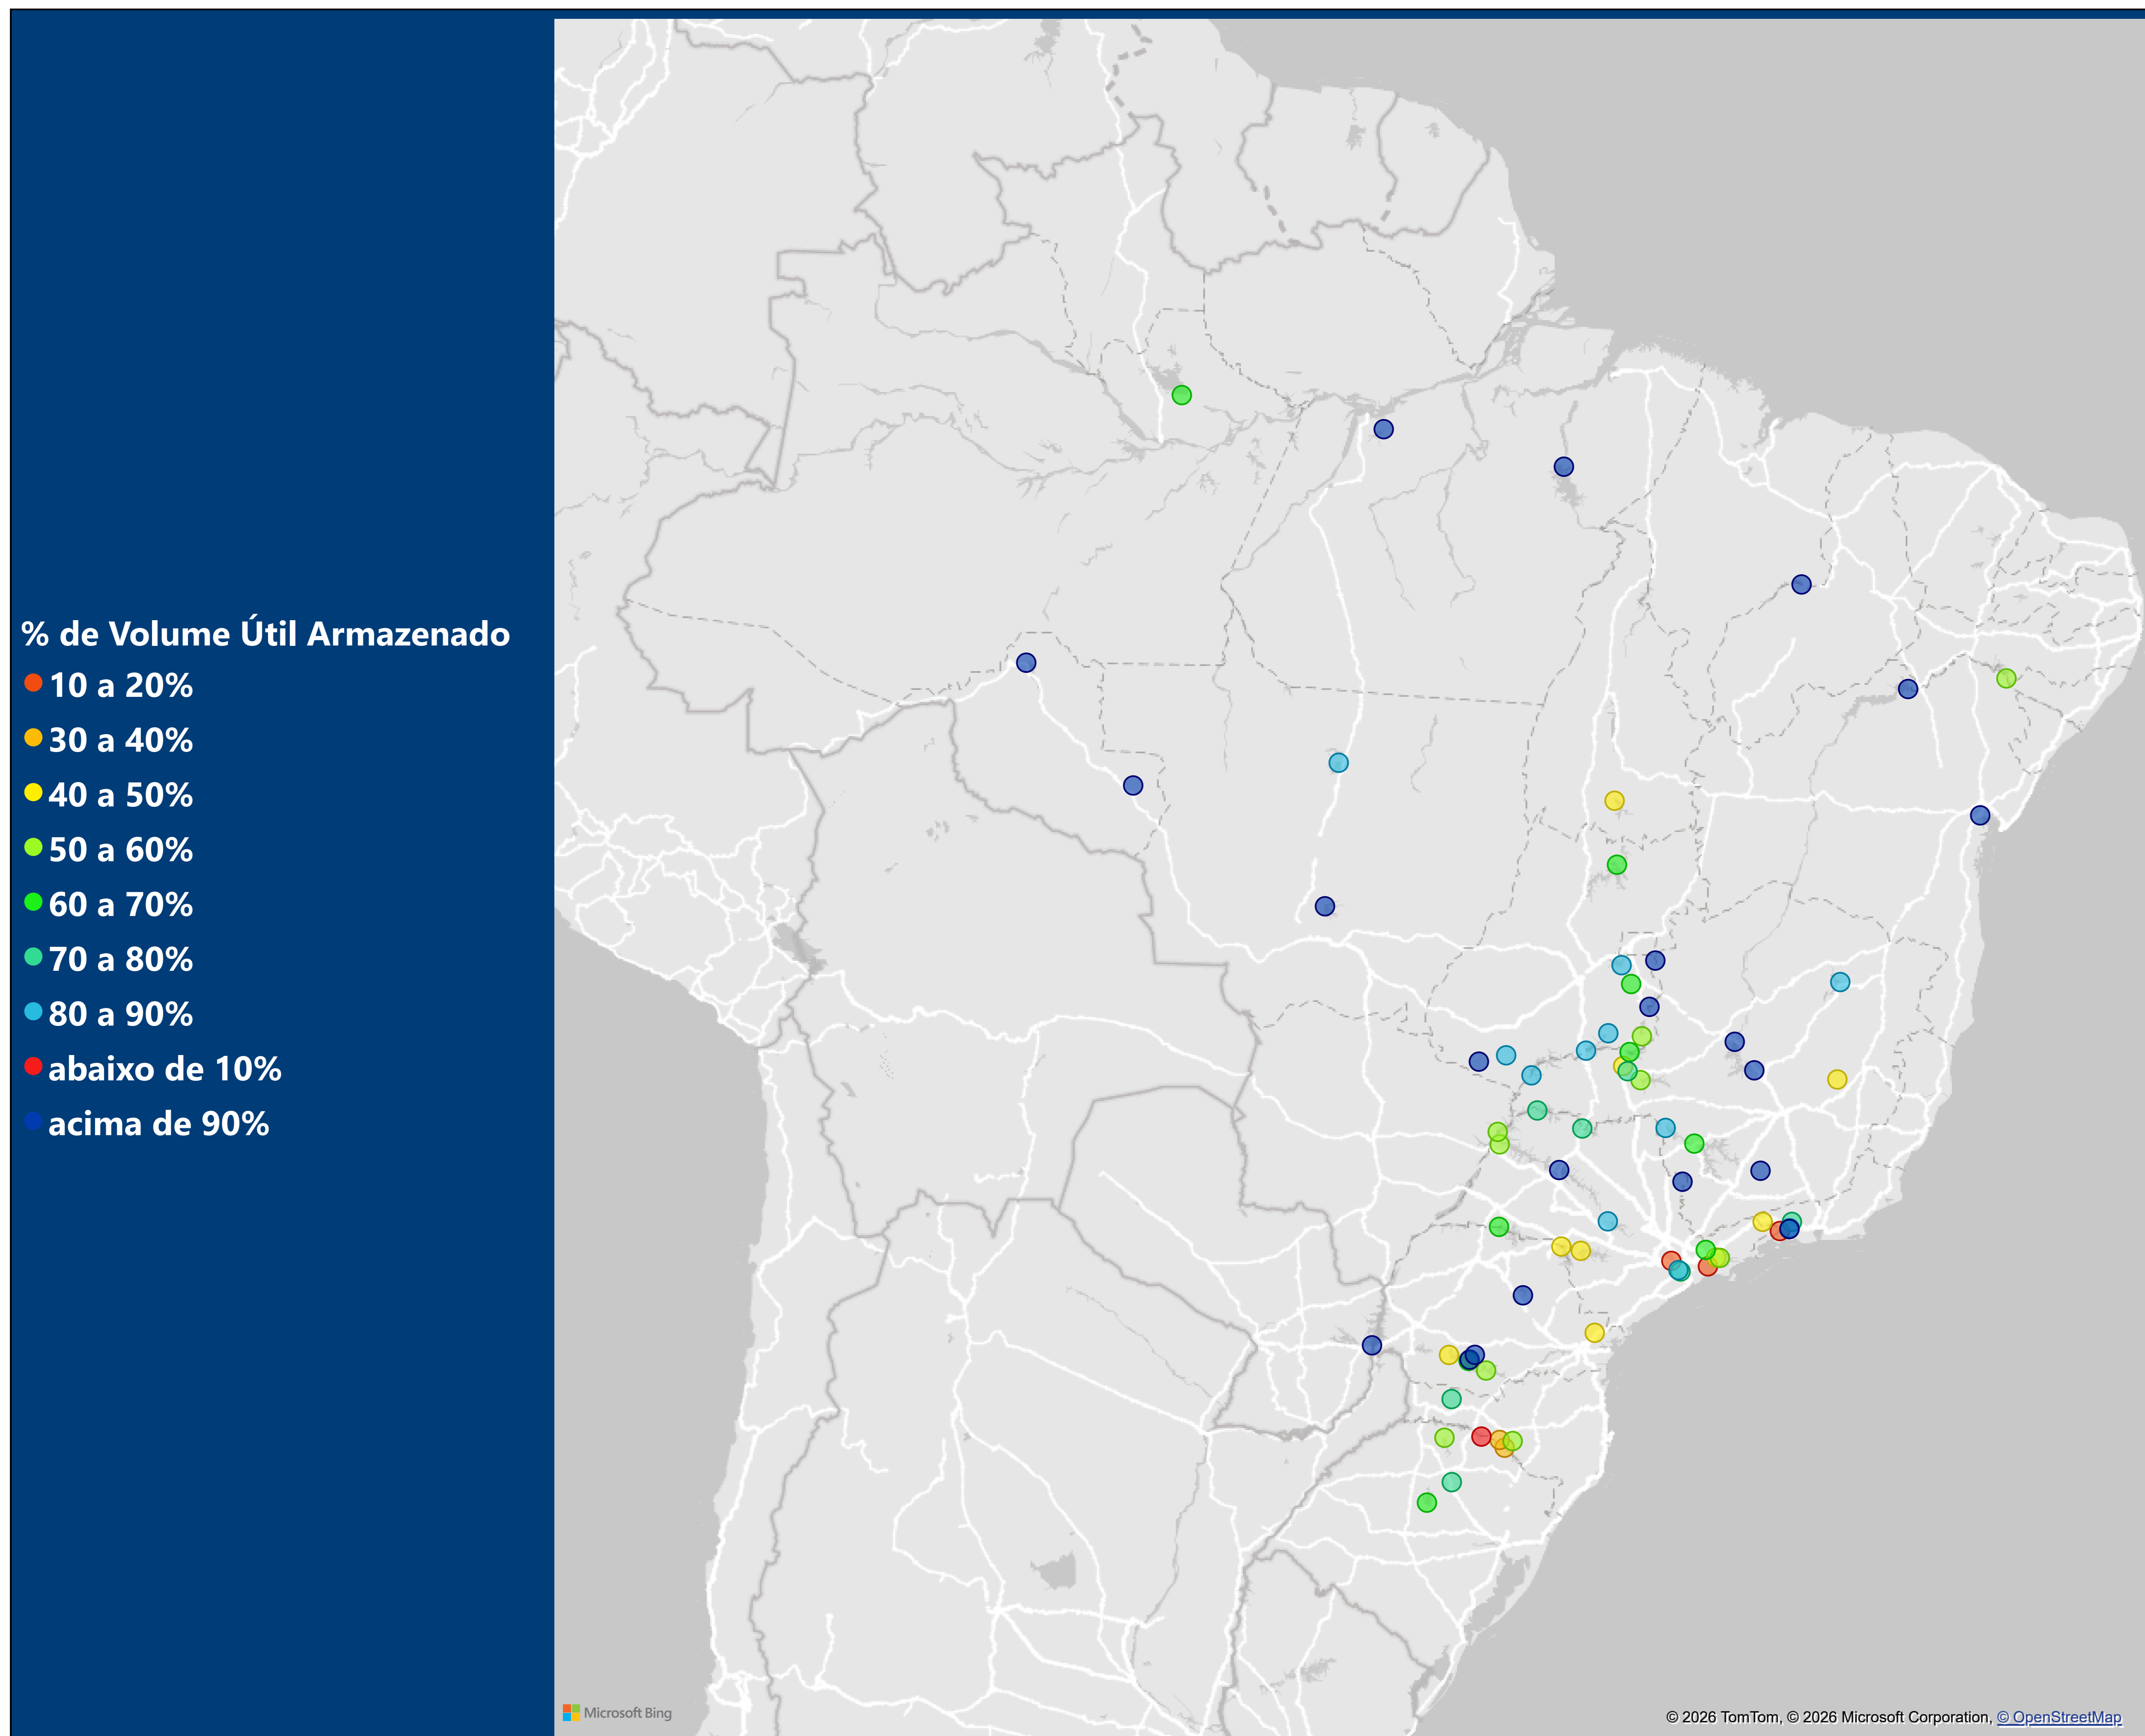 % de Volume Útil Armazenado
10 a 20%
30 a 40%
40 a 50%
50 a 60%
60 a 70%
70 a 80%
80 a 90%
abaixo de 10%
acima de 90%
Microsoft Bing
© 2026 TomTom, © 2026 Microsoft Corporation, © OpenStreetMap